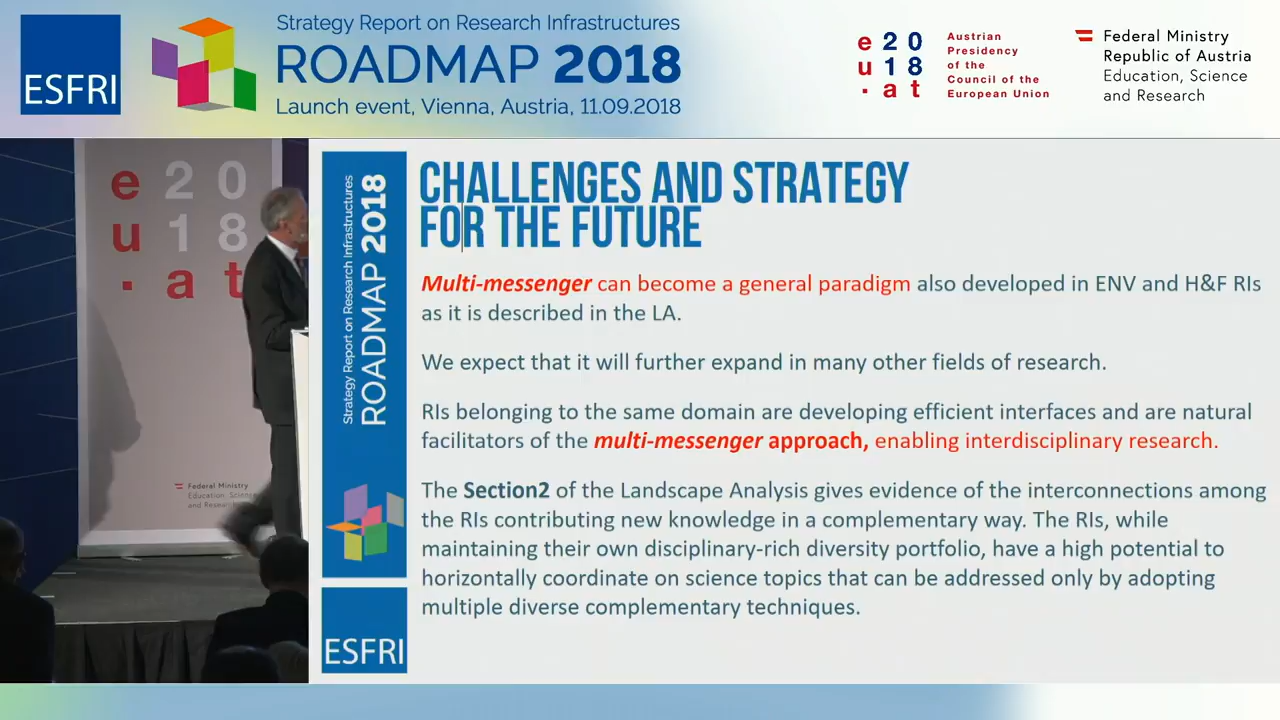 ESFRI
Strategy Report on Research Infrastructures
ROADMAP 2018
Launch event, Vienna, Austria, 11.09.2018
e 2 0
u 1 8
. a t
Austrian
Presidency
of the
Council of the
European Union
Federal Ministry
Republic of Austria
Education, Science
and Research
e 2 0
u 1 8
. a t
Federal Ministry
Education, Scienc
Strategy Report on Research Infrastructures
ROADMAP 2018
ESFRI
CHALLENGES AND STRATEGY
FOR THE FUTURE
Multi-messenger can become a general paradigm also developed in ENV and H&F RIs
as it is described in the LA.
We expect that it will further expand in many other fields of research.
RIs belonging to the same domain are developing efficient interfaces and are natural
facilitators of the multi-messenger approach, enabling interdisciplinary research.
The Section2 of the Landscape Analysis gives evidence of the interconnections among
the RIs contributing new knowledge in a complementary way. The RIs, while
maintaining their own disciplinary-rich diversity portfolio, have a high potential to
horizontally coordinate on science topics that can be addressed only by adopting
multiple diverse complementary techniques.